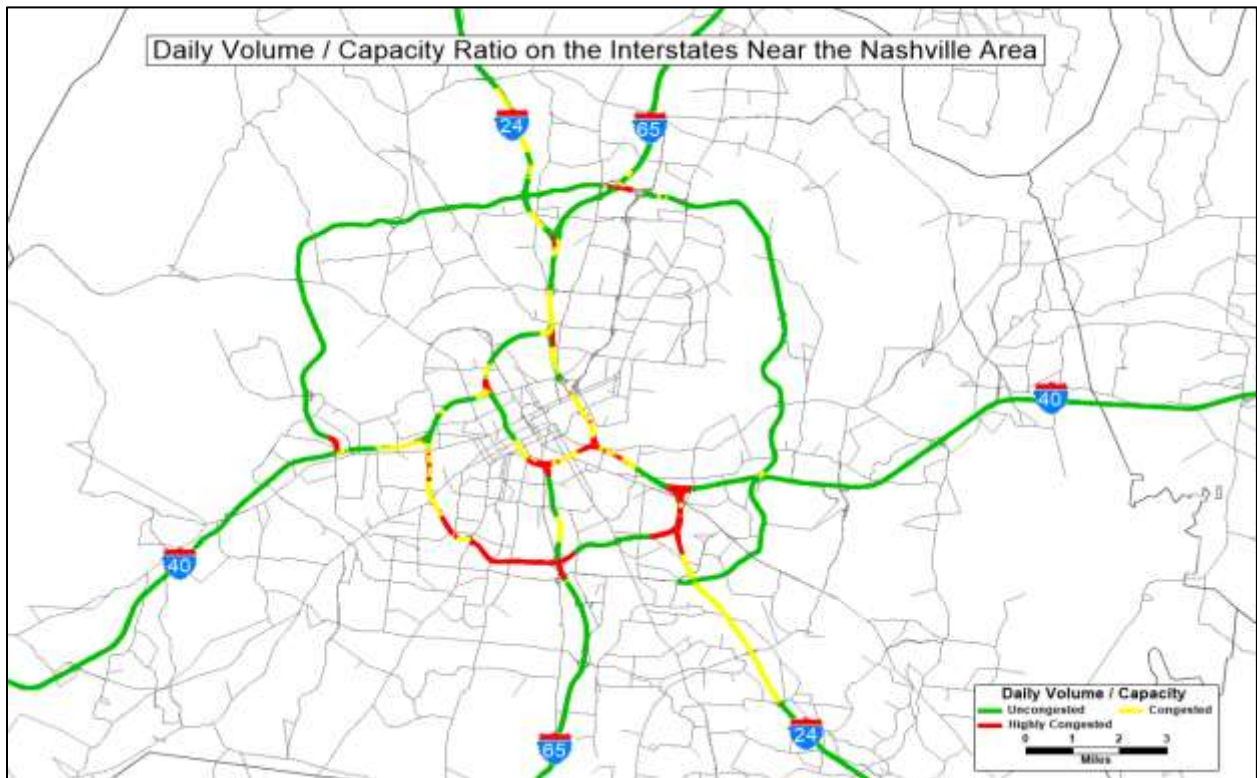 Daily Volume / Capacity Ratio on the Interstates Near the Nashville Area
24
65
40
40
65
24
Daily Volume / Capacity
Uncongested Congested
Highly Congested
0 1 2 3
Miles